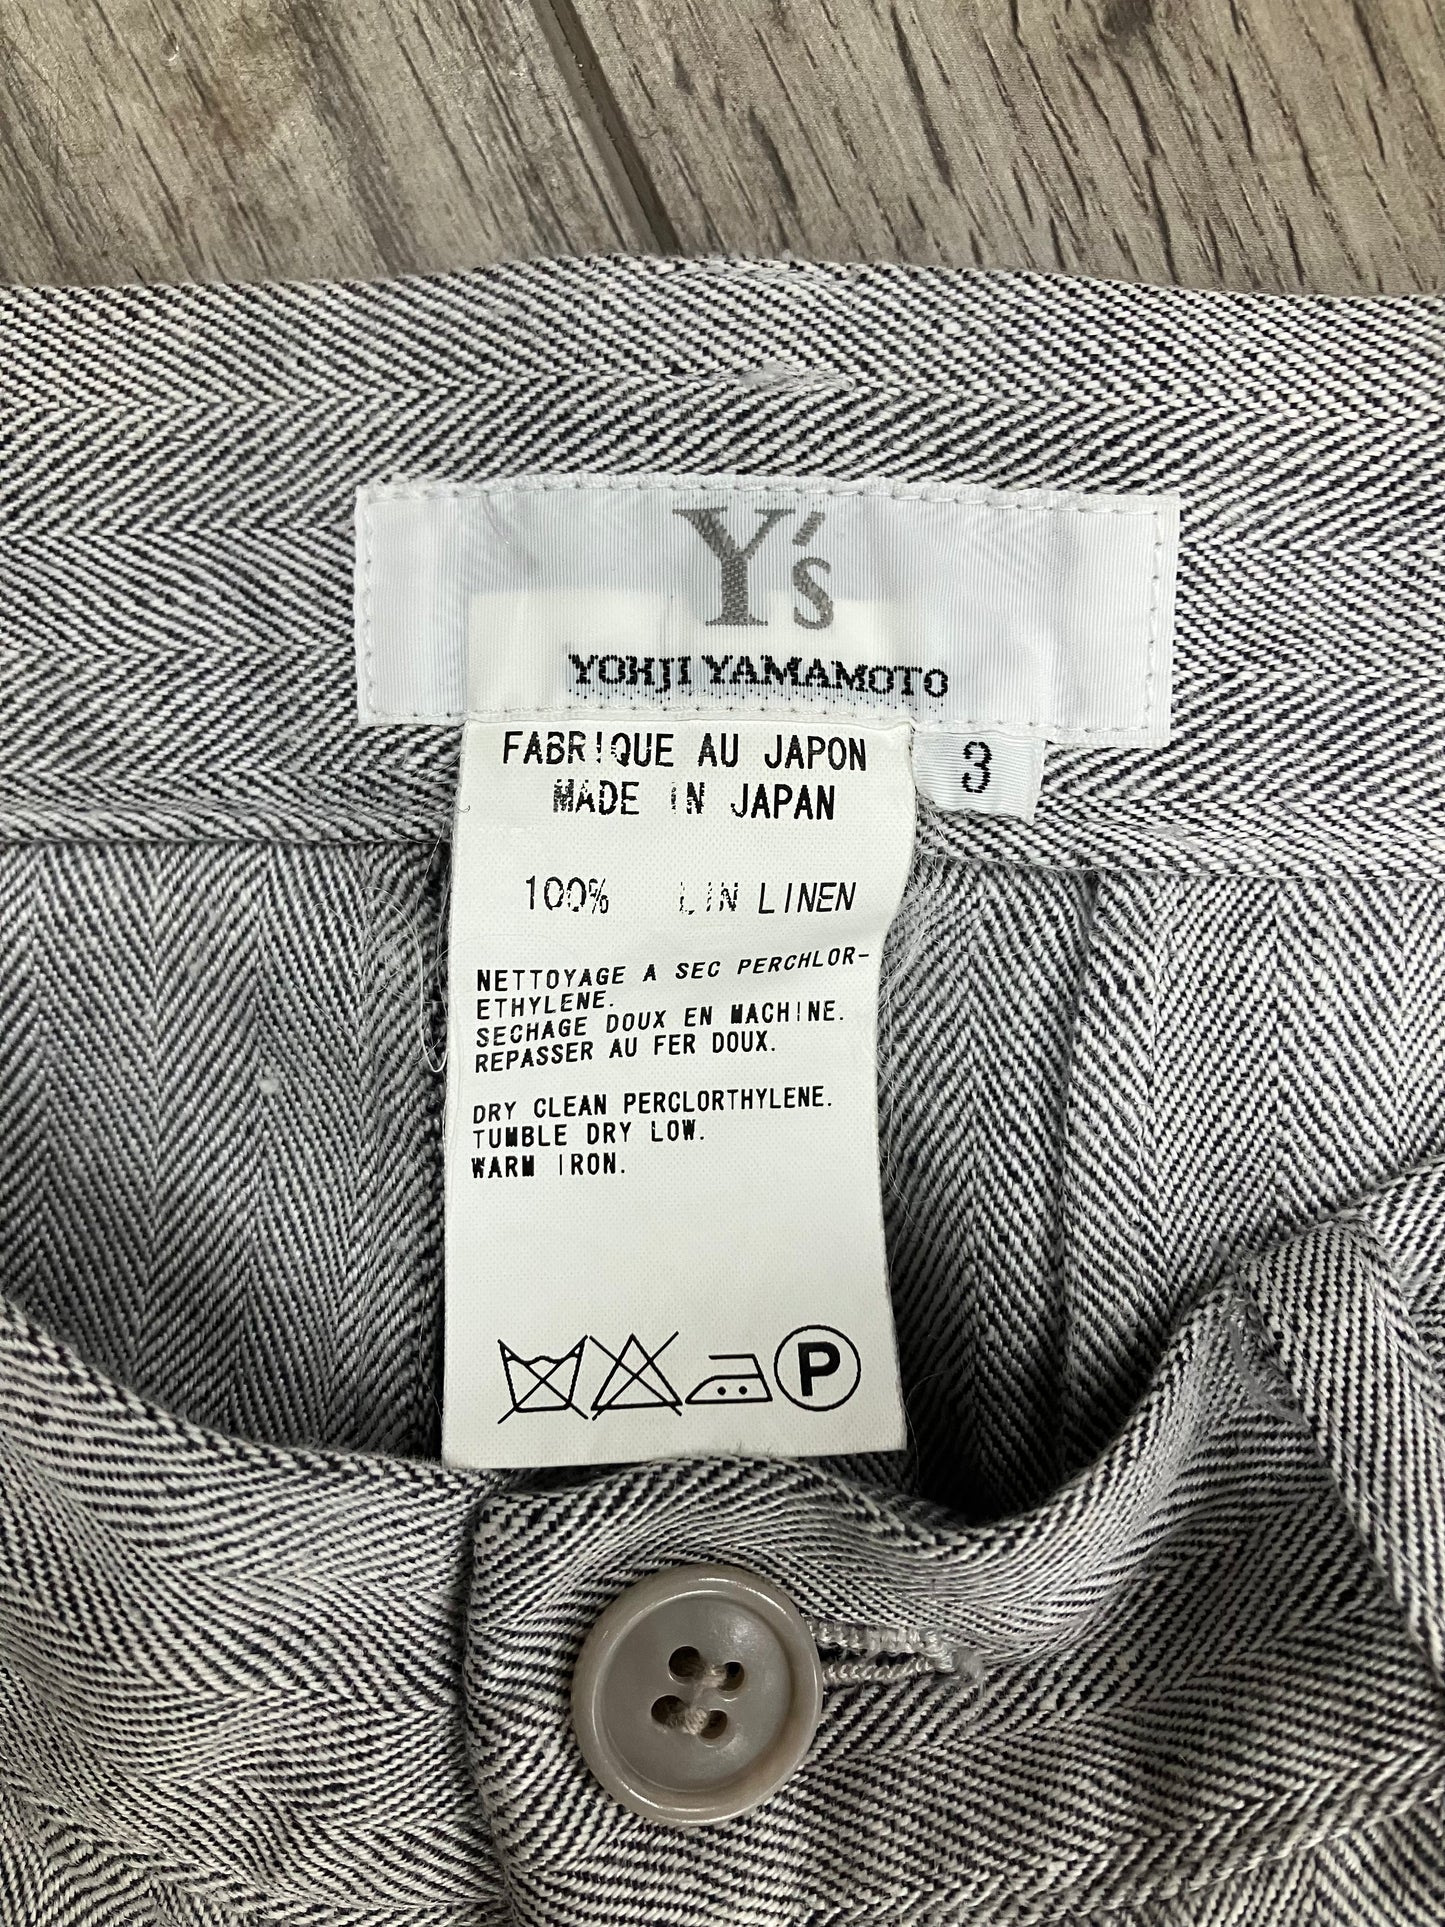 Y's
YOHJI YAMAMOTO
FABRIQUE AU JAPON
MADE IN JAPAN
3
100% LIN LINEN
NETTOYAGE A SEC PERCHLOR-
ETHYLENE.
SECHAGE DOUX EN MACHINE.
REPASSER AU FER DOUX.
DRY CLEAN PERCLORTHYLENE.
TUMBLE DRY LOW.
WARM IRON.
P